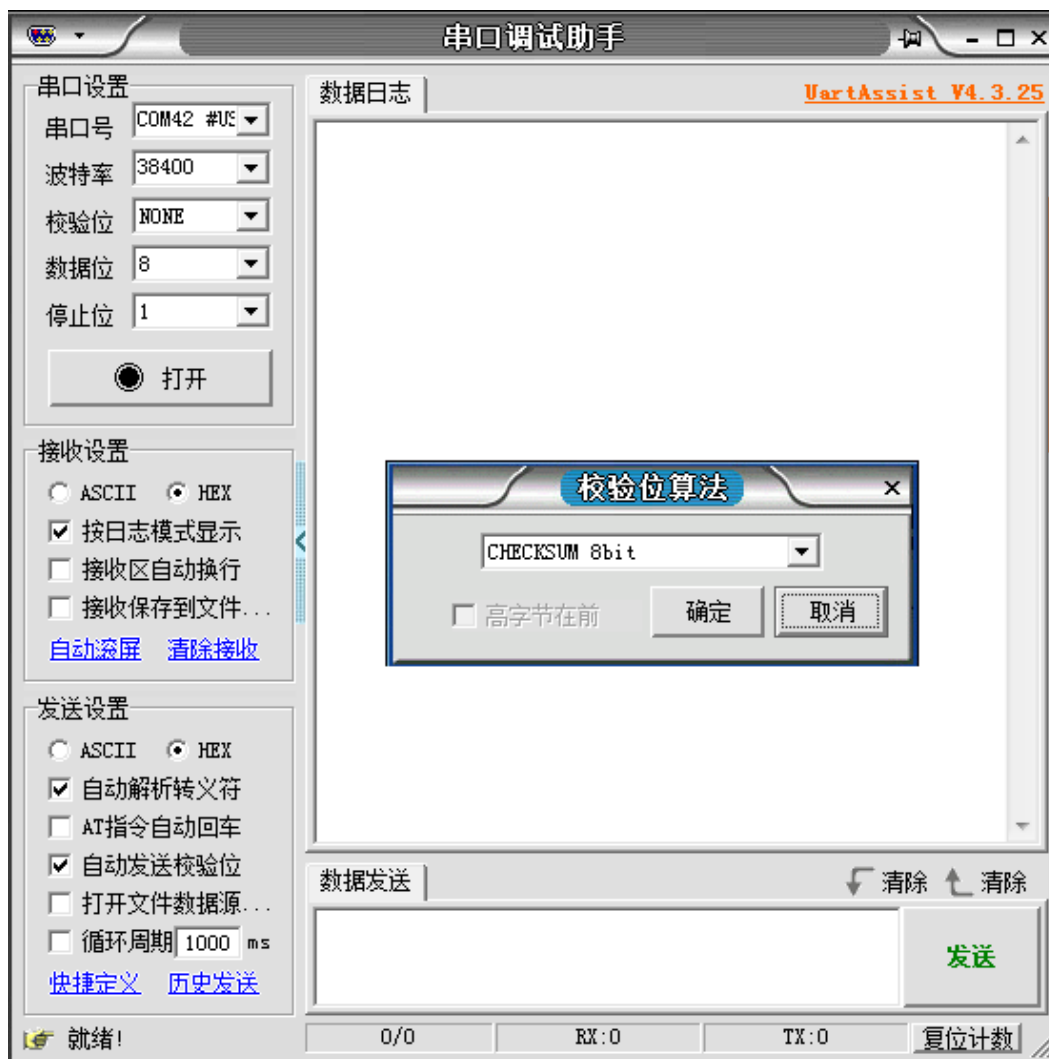 串口调试助手
串口设置
串口号 COM42 #US
波特率 38400
校验位 NONE
数据位 8
停止位 1
打开
接收设置
ASCII HEX
按日志模式显示
接收区自动换行
接收保存到文件...
自动滚屏 清除接收
发送设置
ASCII HEX
自动解析转义符
AT指令自动回车
自动发送校验位
打开文件数据源...
循环周期 1000 ms
快捷定义 历史发送
数据日志 UartAssist V4.3.25
校验位算法
CHECKSUM 8bit
高字节在前 确定 取消
数据发送 清除 清除
发送
就绪! 0/0 RX:0 TX:0 复位计数